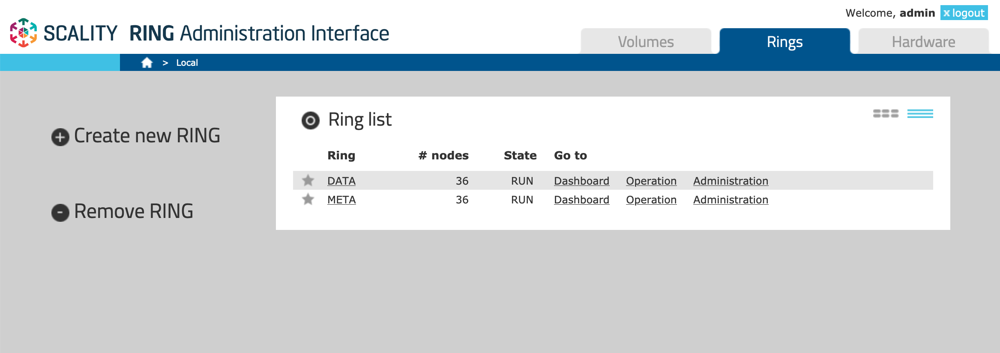 Welcome, admin x logout
SCALITY RING Administration Interface
Volumes Rings Hardware
> Local
Create new RING
Remove RING
Ring list
Ring # nodes State Go to
DATA 36 RUN Dashboard Operation Administration
META 36 RUN Dashboard Operation Administration